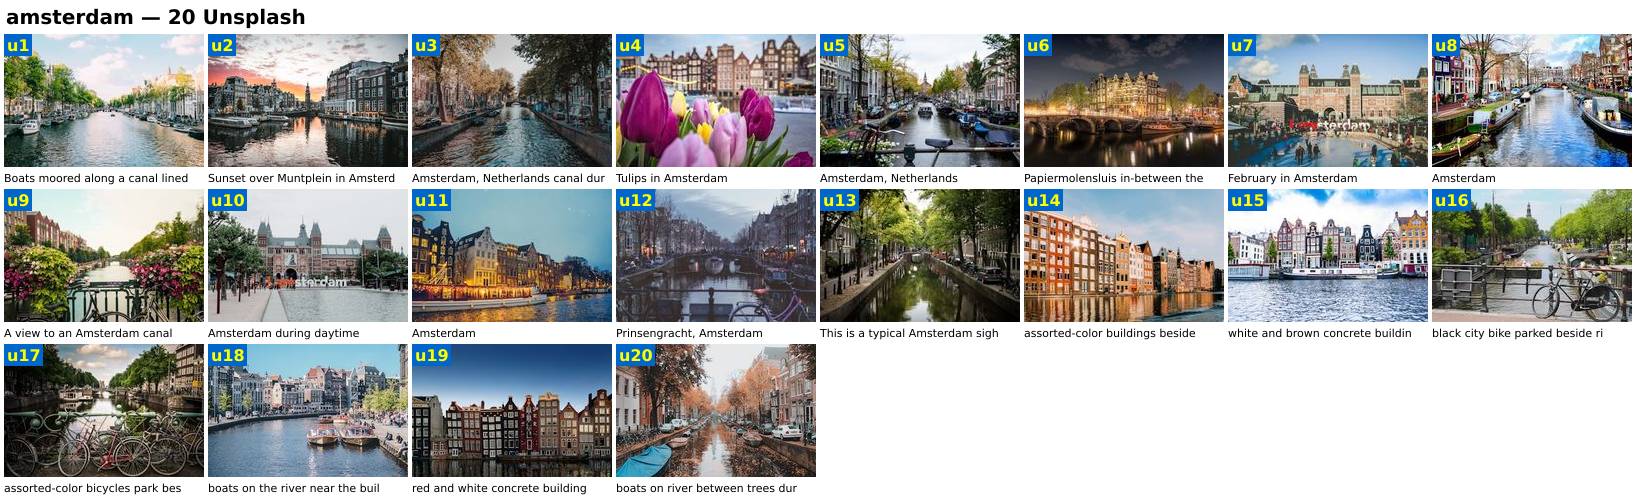 amsterdam — 20 Unsplash
u1 u2 u3 u4 u5 u6 u7 u8
Iamsterdam
Boats moored along a canal lined
Sunset over Muntplein in Amsterd
Amsterdam, Netherlands canal dur
Tulips in Amsterdam
Amsterdam, Netherlands
Papiermolensluis in-between the
February in Amsterdam
Amsterdam
u9 u10 u11 u12 u13 u14 u15 u16
Iamsterdam
A view to an Amsterdam canal
Amsterdam during daytime
Amsterdam
Prinsengracht, Amsterdam
This is a typical Amsterdam sigh
assorted-color buildings beside
white and brown concrete buildin
black city bike parked beside ri
u17 u18 u19 u20
assorted-color bicycles park bes
boats on the river near the buil
red and white concrete building
boats on river between trees dur